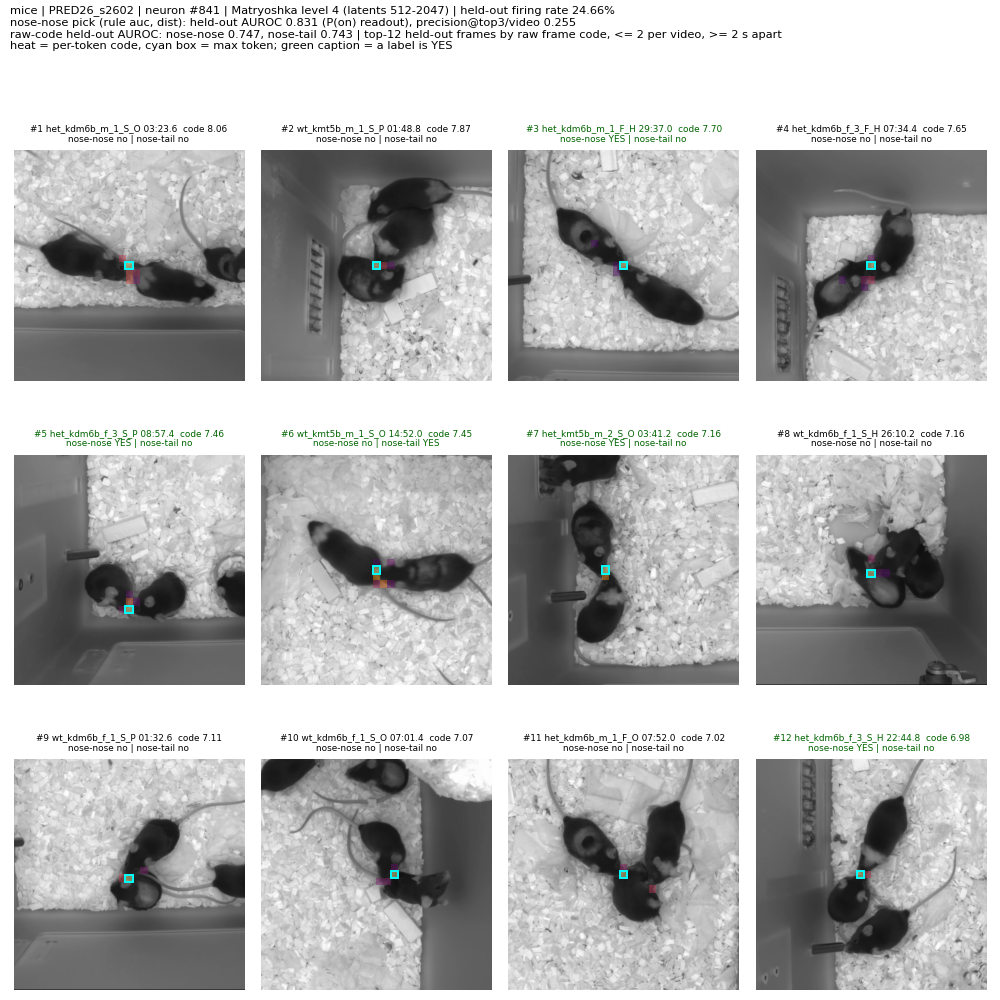 mice | PRED26_s2602 | neuron #841 | Matryoshka level 4 (latents 512-2047) | held-out firing rate 24.66%
nose-nose pick (rule auc, dist): held-out AUROC 0.831 (P(on) readout), precision@top3/video 0.255
raw-code held-out AUROC: nose-nose 0.747, nose-tail 0.743 | top-12 held-out frames by raw frame code, <= 2 per video, >= 2 s apart
heat = per-token code, cyan box = max token; green caption = a label is YES
#1 het_kdm6b_m_1_S_O 03:23.6  code 8.06
nose-nose no | nose-tail no
#2 wt_kmt5b_m_1_S_P 01:48.8  code 7.87
nose-nose no | nose-tail no
#3 het_kdm6b_m_1_F_H 29:37.0  code 7.70
nose-nose YES | nose-tail no
#4 het_kdm6b_f_3_F_H 07:34.4  code 7.65
nose-nose no | nose-tail no
#5 het_kdm6b_f_3_S_P 08:57.4  code 7.46
nose-nose YES | nose-tail no
#6 wt_kmt5b_m_1_S_O 14:52.0  code 7.45
nose-nose no | nose-tail YES
#7 het_kmt5b_m_2_S_O 03:41.2  code 7.16
nose-nose YES | nose-tail no
#8 wt_kdm6b_f_1_S_H 26:10.2  code 7.16
nose-nose no | nose-tail no
#9 wt_kdm6b_f_1_S_P 01:32.6  code 7.11
nose-nose no | nose-tail no
#10 wt_kdm6b_f_1_S_O 07:01.4  code 7.07
nose-nose no | nose-tail no
#11 het_kdm6b_m_1_F_O 07:52.0  code 7.02
nose-nose no | nose-tail no
#12 het_kdm6b_f_3_S_H 22:44.8  code 6.98
nose-nose YES | nose-tail no